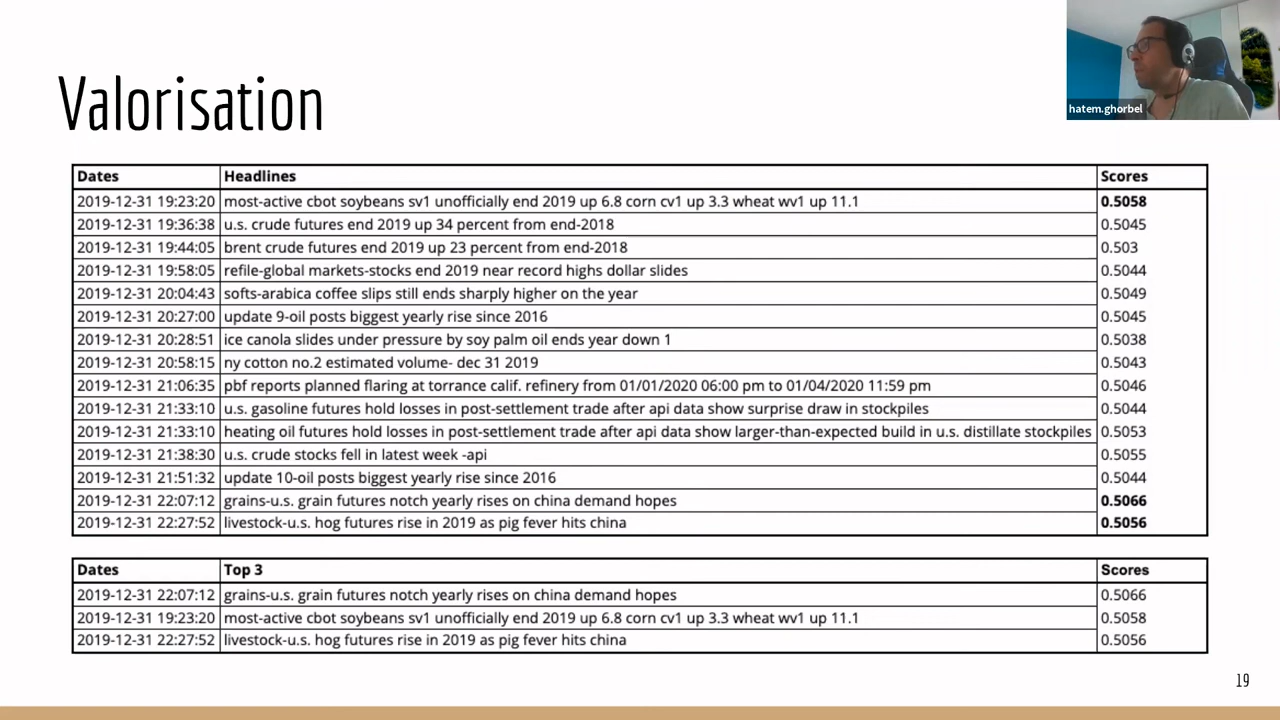 hatem.ghorbel
Valorisation
Dates Headlines Scores
2019-12-31 19:23:20 most-active cbot soybeans sv1 unofficially end 2019 up 6.8 corn cv1 up 3.3 wheat wv1 up 11.1 0.5058
2019-12-31 19:36:38 u.s. crude futures end 2019 up 34 percent from end-2018 0.5045
2019-12-31 19:44:05 brent crude futures end 2019 up 23 percent from end-2018 0.503
2019-12-31 19:58:05 refile-global markets-stocks end 2019 near record highs dollar slides 0.5044
2019-12-31 20:04:43 softs-arabica coffee slips still ends sharply higher on the year 0.5049
2019-12-31 20:27:00 update 9-oil posts biggest yearly rise since 2016 0.5045
2019-12-31 20:28:51 ice canola slides under pressure by soy palm oil ends year down 1 0.5038
2019-12-31 20:58:15 ny cotton no.2 estimated volume- dec 31 2019 0.5043
2019-12-31 21:06:35 pbf reports planned flaring at torrance calif. refinery from 01/01/2020 06:00 pm to 01/04/2020 11:59 pm 0.5046
2019-12-31 21:33:10 u.s. gasoline futures hold losses in post-settlement trade after api data show surprise draw in stockpiles 0.5044
2019-12-31 21:33:10 heating oil futures hold losses in post-settlement trade after api data show larger-than-expected build in u.s. distillate stockpiles 0.5053
2019-12-31 21:38:30 u.s. crude stocks fell in latest week -api 0.5055
2019-12-31 21:51:32 update 10-oil posts biggest yearly rise since 2016 0.5044
2019-12-31 22:07:12 grains-u.s. grain futures notch yearly rises on china demand hopes 0.5066
2019-12-31 22:27:52 livestock-u.s. hog futures rise in 2019 as pig fever hits china 0.5056
Dates Top 3 Scores
2019-12-31 22:07:12 grains-u.s. grain futures notch yearly rises on china demand hopes 0.5066
2019-12-31 19:23:20 most-active cbot soybeans sv1 unofficially end 2019 up 6.8 corn cv1 up 3.3 wheat wv1 up 11.1 0.5058
2019-12-31 22:27:52 livestock-u.s. hog futures rise in 2019 as pig fever hits china 0.5056
19